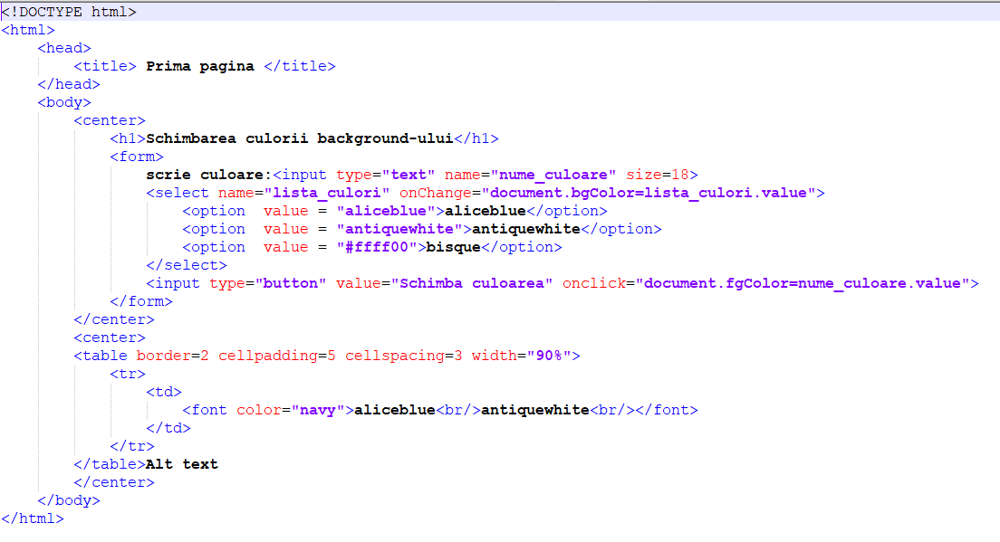 <!DOCTYPE html>
<html>
    <head>
        <title> Prima pagina </title>
    </head>
    <body>
        <center>
            <h1>Schimbarea culorii background-ului</h1>
            <form>
                scrie culoare:<input type="text" name="nume_culoare" size=18>
                <select name="lista_culori" onChange="document.bgColor=lista_culori.value">
                    <option  value = "aliceblue">aliceblue</option>
                    <option  value = "antiquewhite">antiquewhite</option>
                    <option  value = "#ffff00">bisque</option>
                </select>
                <input type="button" value="Schimba culoarea" onclick="document.fgColor=nume_culoare.value">
            </form>
        </center>
        <center>
        <table border=2 cellpadding=5 cellspacing=3 width="90%">
            <tr>
                <td>
                    <font color="navy">aliceblue<br/>antiquewhite<br/></font>
                </td>
            </tr>
        </table>Alt text
        </center>
    </body>
</html>